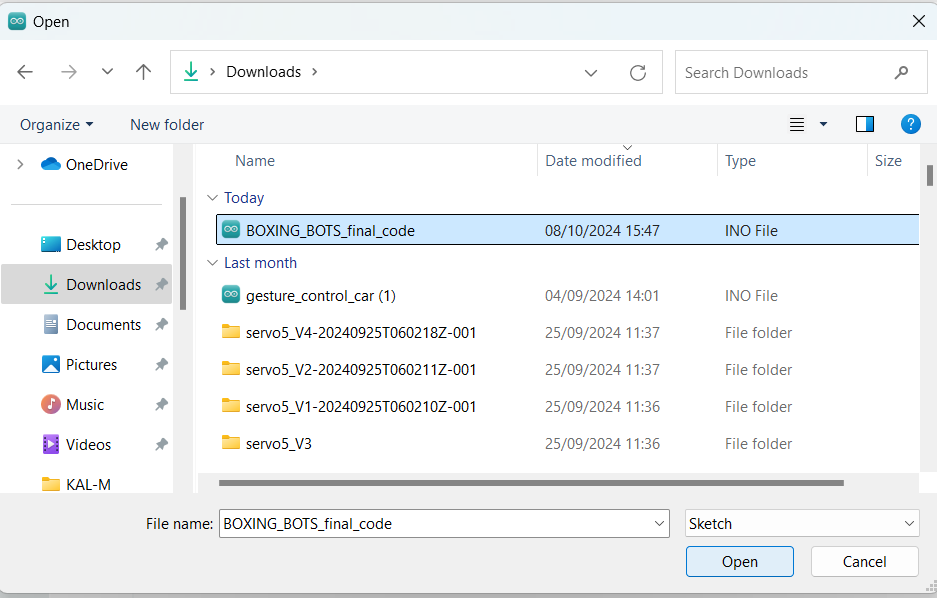 Open
Downloads
Search Downloads
Organize New folder
OneDrive
Desktop
Downloads
Documents
Pictures
Music
Videos
KAL-M
Name Date modified Type Size
Today
BOXING_BOTS_final_code 08/10/2024 15:47 INO File
Last month
gesture_control_car (1) 04/09/2024 14:01 INO File
servo5_V4-20240925T060218Z-001 25/09/2024 11:37 File folder
servo5_V2-20240925T060211Z-001 25/09/2024 11:37 File folder
servo5_V1-20240925T060210Z-001 25/09/2024 11:36 File folder
servo5_V3 25/09/2024 11:36 File folder
File name: BOXING_BOTS_final_code Sketch
Open Cancel